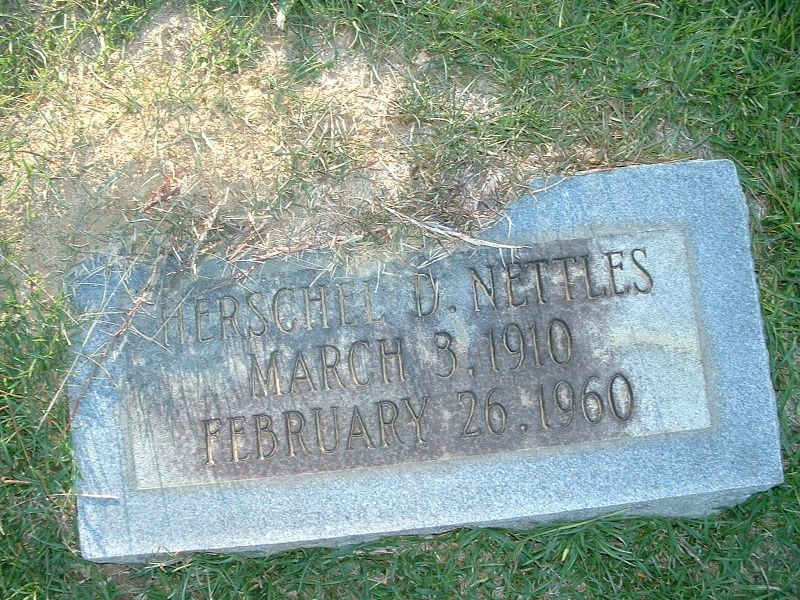 HERSCHEL D. NETTLES
MARCH 3, 1910
FEBRUARY 26, 1960